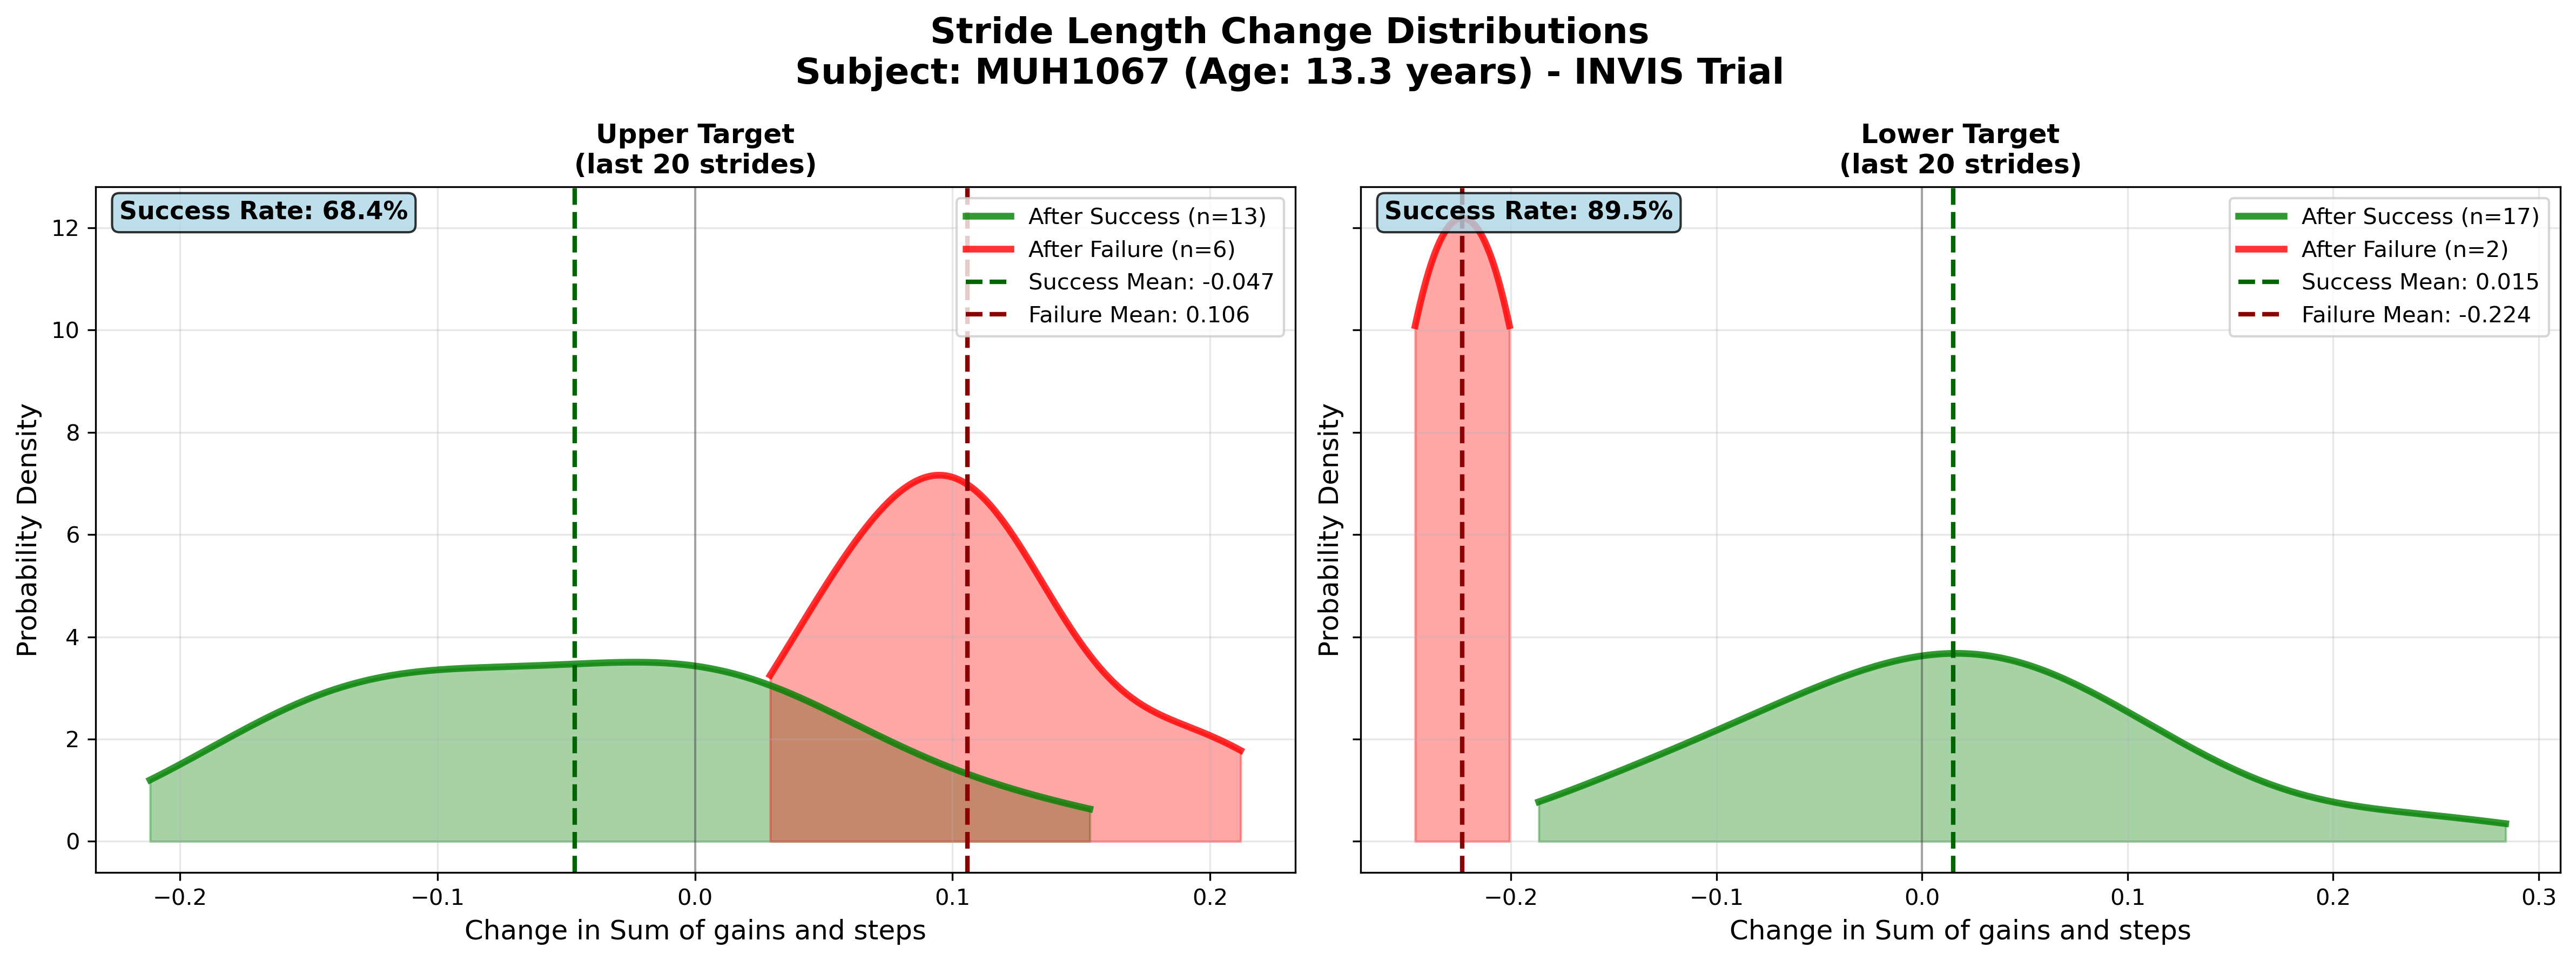 Stride Length Change Distributions
Subject: MUH1067 (Age: 13.3 years) - INVIS Trial
Upper Target
(last 20 strides)
Success Rate: 68.4%
After Success (n=13)
After Failure (n=6)
Success Mean: -0.047
Failure Mean: 0.106
Probability Density
12
10
8
6
4
2
0
−0.2
−0.1
0.0
0.1
0.2
Change in Sum of gains and steps
Lower Target
(last 20 strides)
Success Rate: 89.5%
After Success (n=17)
After Failure (n=2)
Success Mean: 0.015
Failure Mean: -0.224
Probability Density
−0.2
−0.1
0.0
0.1
0.2
0.3
Change in Sum of gains and steps